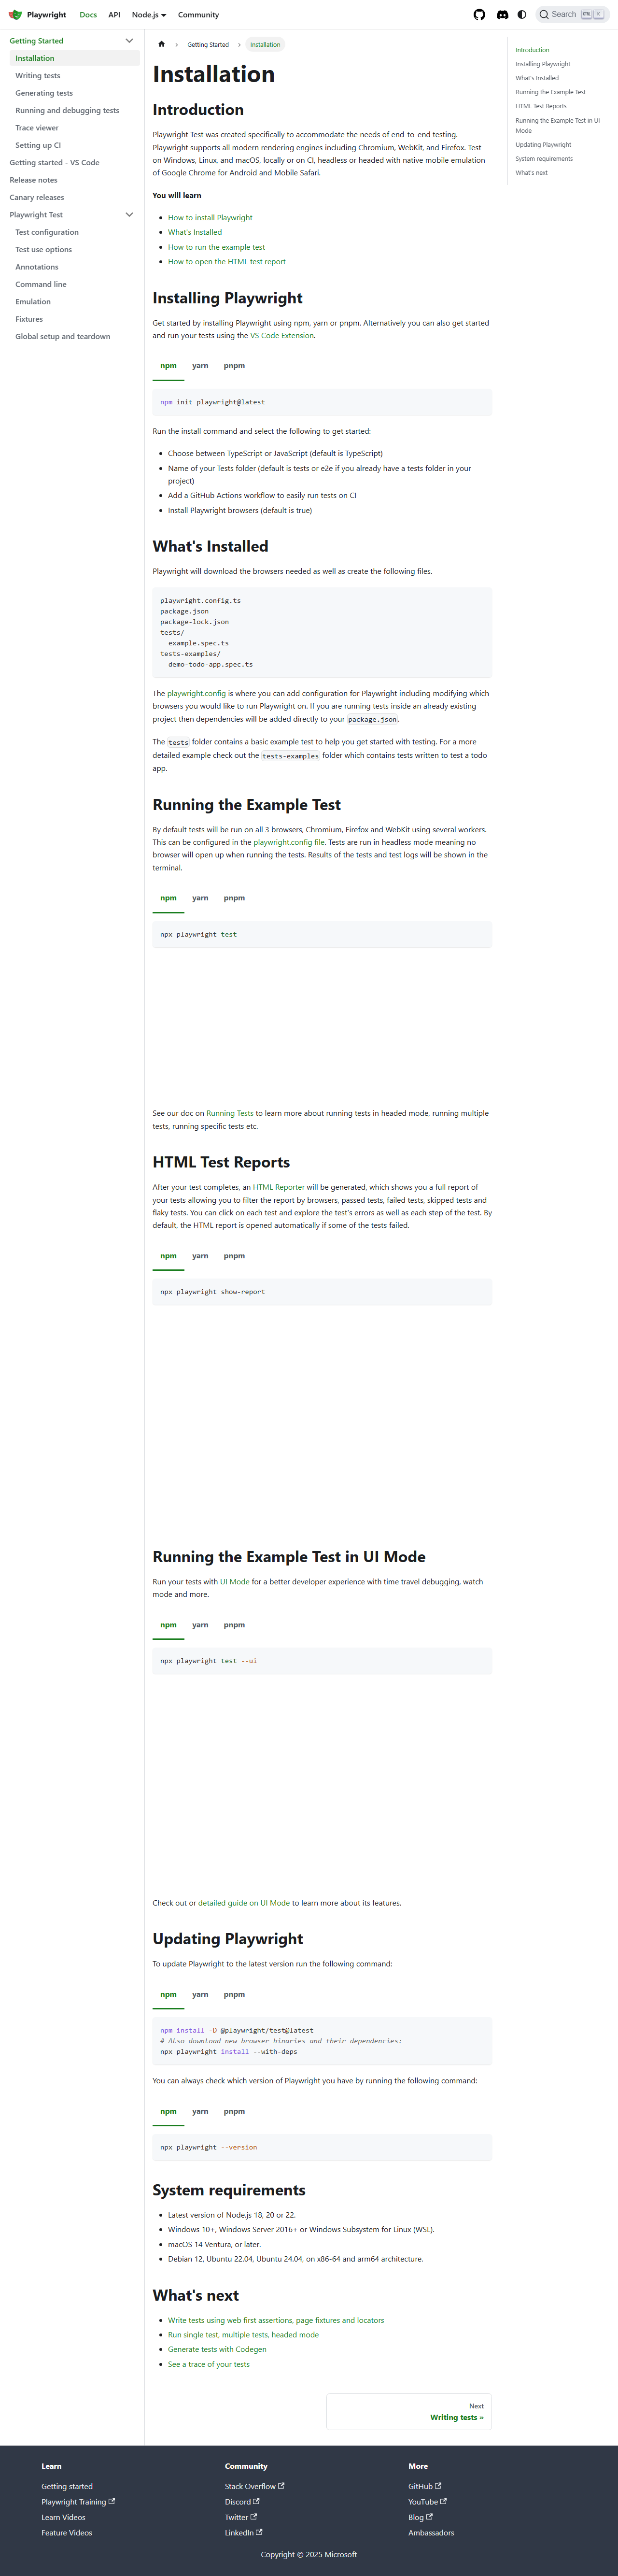 Playwright
Docs
API
Node.js
Community
Search
Getting Started
Installation
Writing tests
Generating tests
Running and debugging tests
Trace viewer
Setting up CI
Getting started - VS Code
Release notes
Canary releases
Playwright Test
Test configuration
Test use options
Annotations
Command line
Emulation
Fixtures
Global setup and teardown
Getting Started
Installation
Installation
Introduction
Playwright Test was created specifically to accommodate the needs of end-to-end testing.
Playwright supports all modern rendering engines including Chromium, WebKit, and Firefox. Test
on Windows, Linux, and macOS, locally or on CI, headless or headed with native mobile emulation
of Google Chrome for Android and Mobile Safari.
You will learn
How to install Playwright
What's Installed
How to run the example test
How to open the HTML test report
Installing Playwright
Get started by installing Playwright using npm, yarn or pnpm. Alternatively you can also get started
and run your tests using the VS Code Extension.
npm yarn pnpm
npm init playwright@latest
Run the install command and select the following to get started:
Choose between TypeScript or JavaScript (default is TypeScript)
Name of your Tests folder (default is tests or e2e if you already have a tests folder in your
project)
Add a GitHub Actions workflow to easily run tests on CI
Install Playwright browsers (default is true)
What's Installed
Playwright will download the browsers needed as well as create the following files.
playwright.config.ts
package.json
package-lock.json
tests/
example.spec.ts
tests-examples/
demo-todo-app.spec.ts
The playwright.config is where you can add configuration for Playwright including modifying which
browsers you would like to run Playwright on. If you are running tests inside an already existing
project then dependencies will be added directly to your package.json.
The tests folder contains a basic example test to help you get started with testing. For a more
detailed example check out the tests-examples folder which contains tests written to test a todo
app.
Running the Example Test
By default tests will be run on all 3 browsers, Chromium, Firefox and WebKit using several workers.
This can be configured in the playwright.config file. Tests are run in headless mode meaning no
browser will open up when running the tests. Results of the tests and test logs will be shown in the
terminal.
npm yarn pnpm
npx playwright test
See our doc on Running Tests to learn more about running tests in headed mode, running multiple
tests, running specific tests etc.
HTML Test Reports
After your test completes, an HTML Reporter will be generated, which shows you a full report of
your tests allowing you to filter the report by browsers, passed tests, failed tests, skipped tests and
flaky tests. You can click on each test and explore the test's errors as well as each step of the test. By
default, the HTML report is opened automatically if some of the tests failed.
npm yarn pnpm
npx playwright show-report
Running the Example Test in UI Mode
Run your tests with UI Mode for a better developer experience with time travel debugging, watch
mode and more.
npm yarn pnpm
npx playwright test --ui
Check out or detailed guide on UI Mode to learn more about its features.
Updating Playwright
To update Playwright to the latest version run the following command:
npm yarn pnpm
npm install -D @playwright/test@latest
# Also download new browser binaries and their dependencies:
npx playwright install --with-deps
You can always check which version of Playwright you have by running the following command:
npm yarn pnpm
npx playwright --version
System requirements
Latest version of Node.js 18, 20 or 22.
Windows 10+, Windows Server 2016+ or Windows Subsystem for Linux (WSL).
macOS 14 Ventura, or later.
Debian 12, Ubuntu 22.04, Ubuntu 24.04, on x86-64 and arm64 architecture.
What's next
Write tests using web first assertions, page fixtures and locators
Run single test, multiple tests, headed mode
Generate tests with Codegen
See a trace of your tests
Next
Writing tests »
Introduction
Installing Playwright
What's Installed
Running the Example Test
HTML Test Reports
Running the Example Test in UI
Mode
Updating Playwright
System requirements
What's next
Learn
Getting started
Playwright Training
Learn Videos
Feature Videos
Community
Stack Overflow
Discord
Twitter
LinkedIn
More
GitHub
YouTube
Blog
Ambassadors
Copyright © 2025 Microsoft